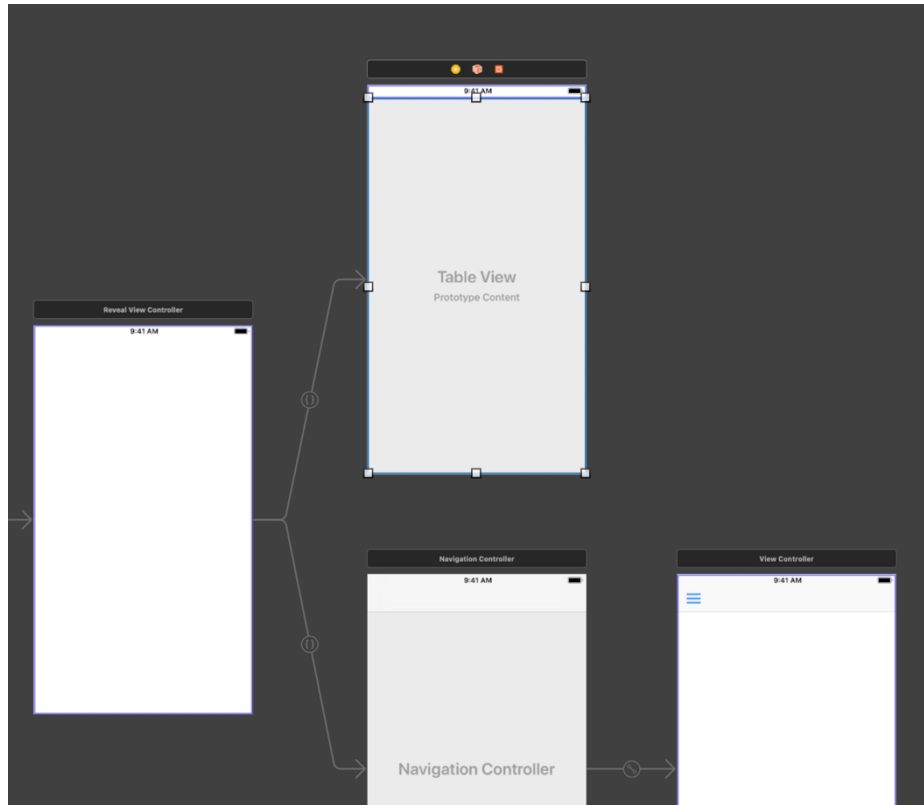 9:41 AM
Table View
Prototype Content
Reveal View Controller
9:41 AM
{}
{}
Navigation Controller
9:41 AM
Navigation Controller
View Controller
9:41 AM